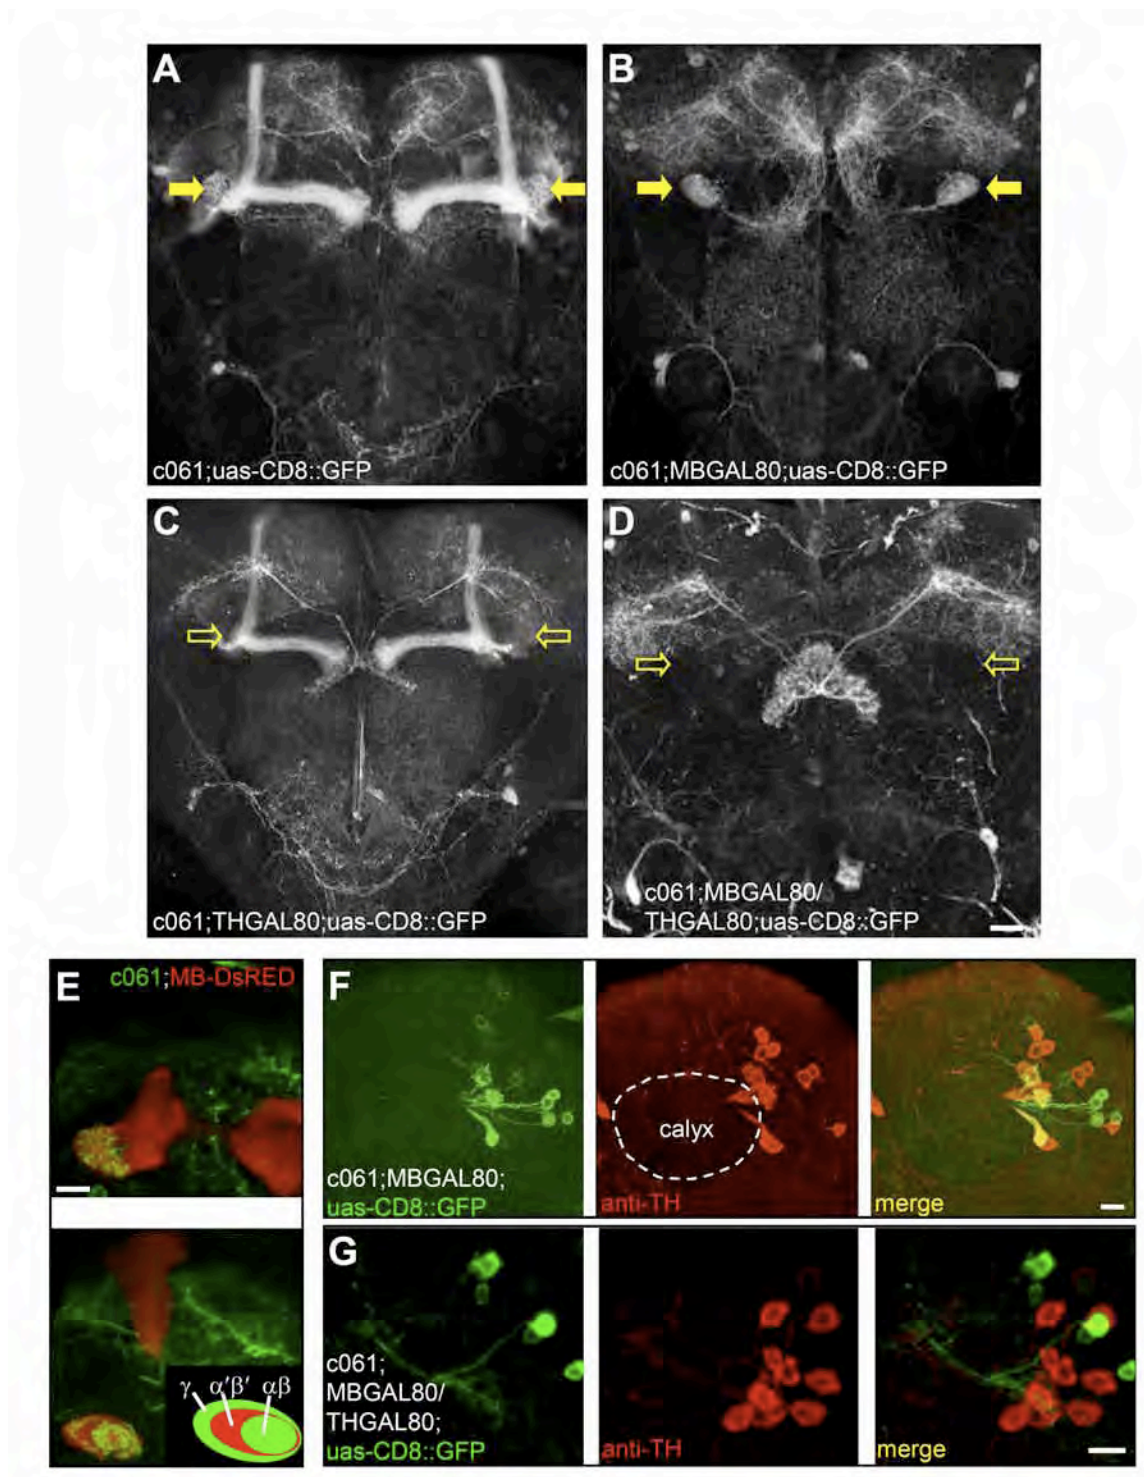 A
c061;uas-CD8::GFP
B
c061;MBGAL80;uas-CD8::GFP
C
c061;THGAL80;uas-CD8::GFP
D
c061;MBGAL80/
THGAL80;uas-CD8::GFP
E
c061;MB-DsRED
γ α′β′ αβ
F
c061;MBGAL80;
uas-CD8::GFP
calyx
anti-TH
merge
G
c061;
MBGAL80/
THGAL80;
uas-CD8::GFP
anti-TH
merge